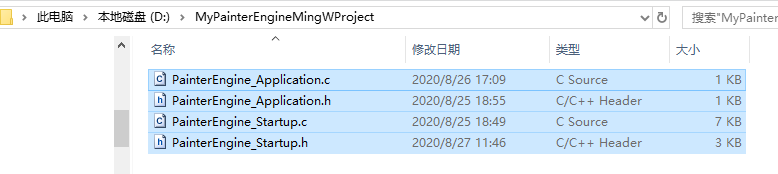 此电脑 > 本地磁盘 (D:) > MyPainterEngineMingWProject 搜索"MyPainter
名称 修改日期 类型 大小
PainterEngine_Application.c 2020/8/26 17:09 C Source 1 KB
PainterEngine_Application.h 2020/8/25 18:55 C/C++ Header 1 KB
PainterEngine_Startup.c 2020/8/25 18:49 C Source 7 KB
PainterEngine_Startup.h 2020/8/27 11:46 C/C++ Header 3 KB